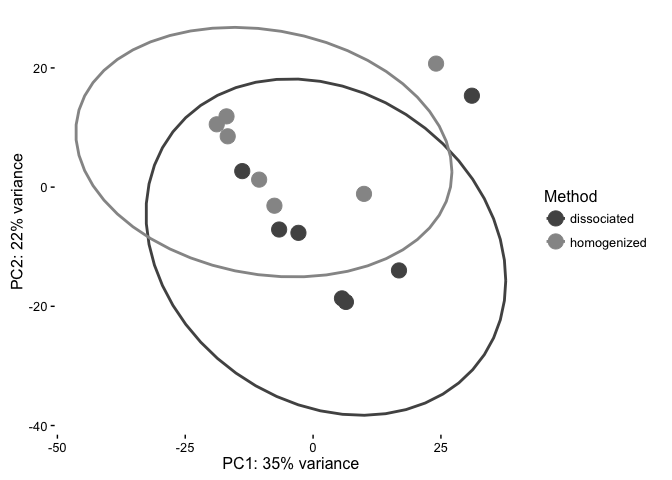 20
0
-20
-40
-50
-25
0
25
PC2: 22% variance
PC1: 35% variance
Method
dissociated
homogenized